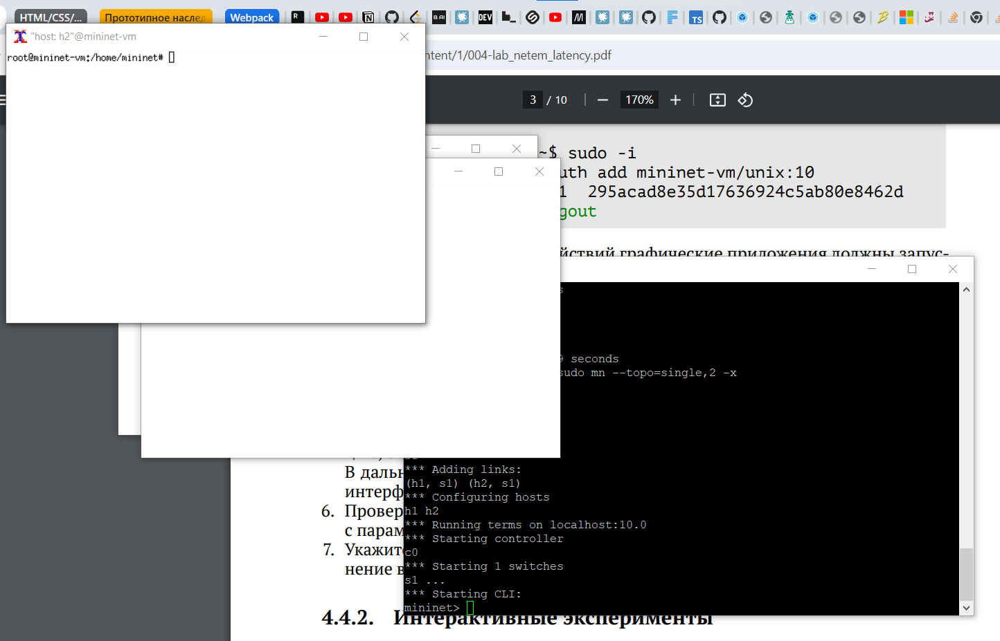 HTML/CSS/...
Прототипное наслед
Webpack
"host: h2"@mininet-vm
root@mininet-vm:/home/mininet#
ntent/1/004-lab_netem_latency.pdf
3 / 10
170%
~$ sudo -i
uth add mininet-vm/unix:10
1 295acad8e35d17636924c5ab80e8462d
gout
йствий графические приложения должны запус-
9 seconds
sudo mn --topo=single,2 -x
s1
*** Adding links:
(h1, s1) (h2, s1)
*** Configuring hosts
h1 h2
*** Running terms on localhost:10.0
*** Starting controller
c0
*** Starting 1 switches
s1 ...
*** Starting CLI:
mininet>
В дальн
интерф
6. Провер
с парам
7. Укажит
нение в
4.4.2. Интерактивные эксперименты